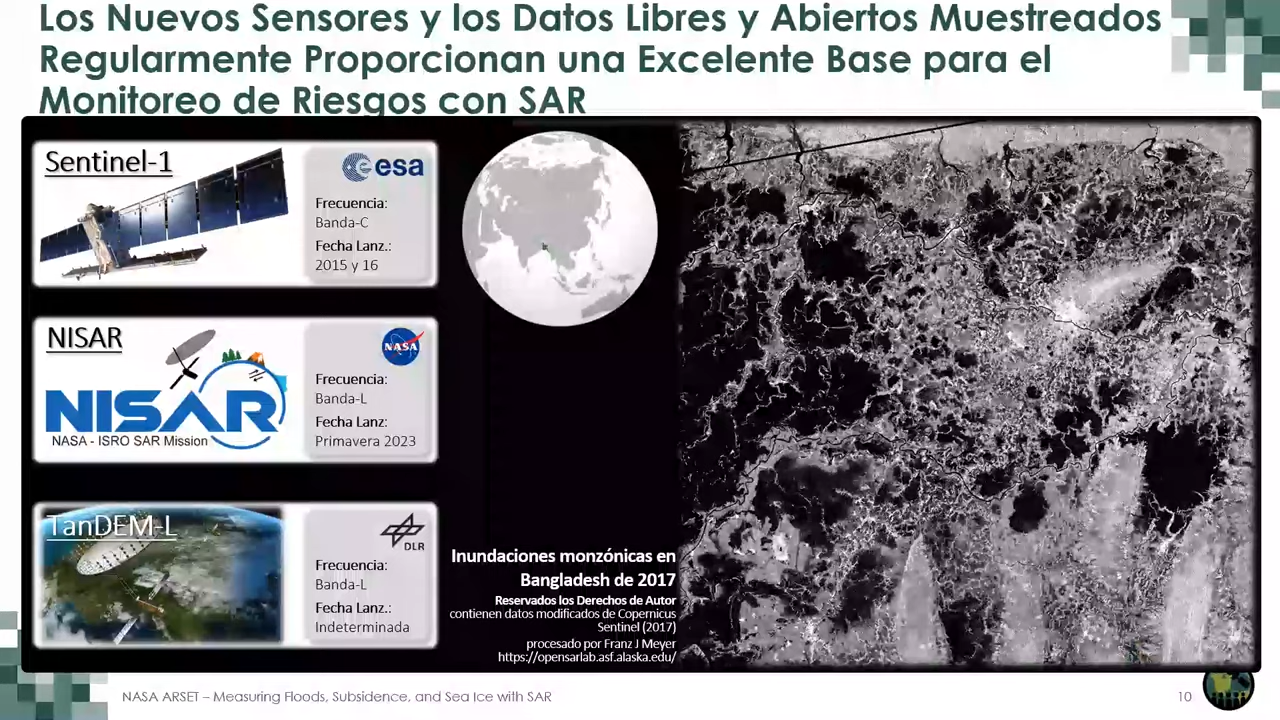 Los Nuevos Sensores y los Datos Libres y Abiertos Muestreados
Regularmente Proporcionan una Excelente Base para el
Monitoreo de Riesgos con SAR
Sentinel-1
esa
Frecuencia:
Banda-C
Fecha Lanz.:
2015 y 16
NISAR
NASA
NISAR
NASA - ISRO SAR Mission
Frecuencia:
Banda-L
Fecha Lanz:
Primavera 2023
TanDEM-L
DLR
Frecuencia:
Banda-L
Fecha Lanz.:
Indeterminada
Inundaciones monzónicas en
Bangladesh de 2017
Reservados los Derechos de Autor
contienen datos modificados de Copernicus
Sentinel (2017)
procesado por Franz J Meyer
https://opensarlab.asf.alaska.edu/
NASA ARSET – Measuring Floods, Subsidence, and Sea Ice with SAR
10